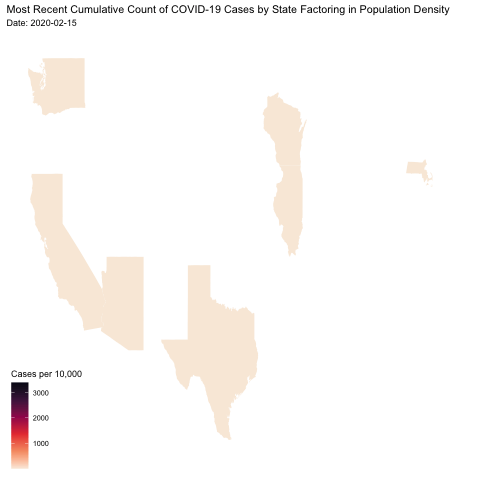 Most Recent Cumulative Count of COVID-19 Cases by State Factoring in Population Density
Date: 2020-02-15
Cases per 10,000
3000
2000
1000